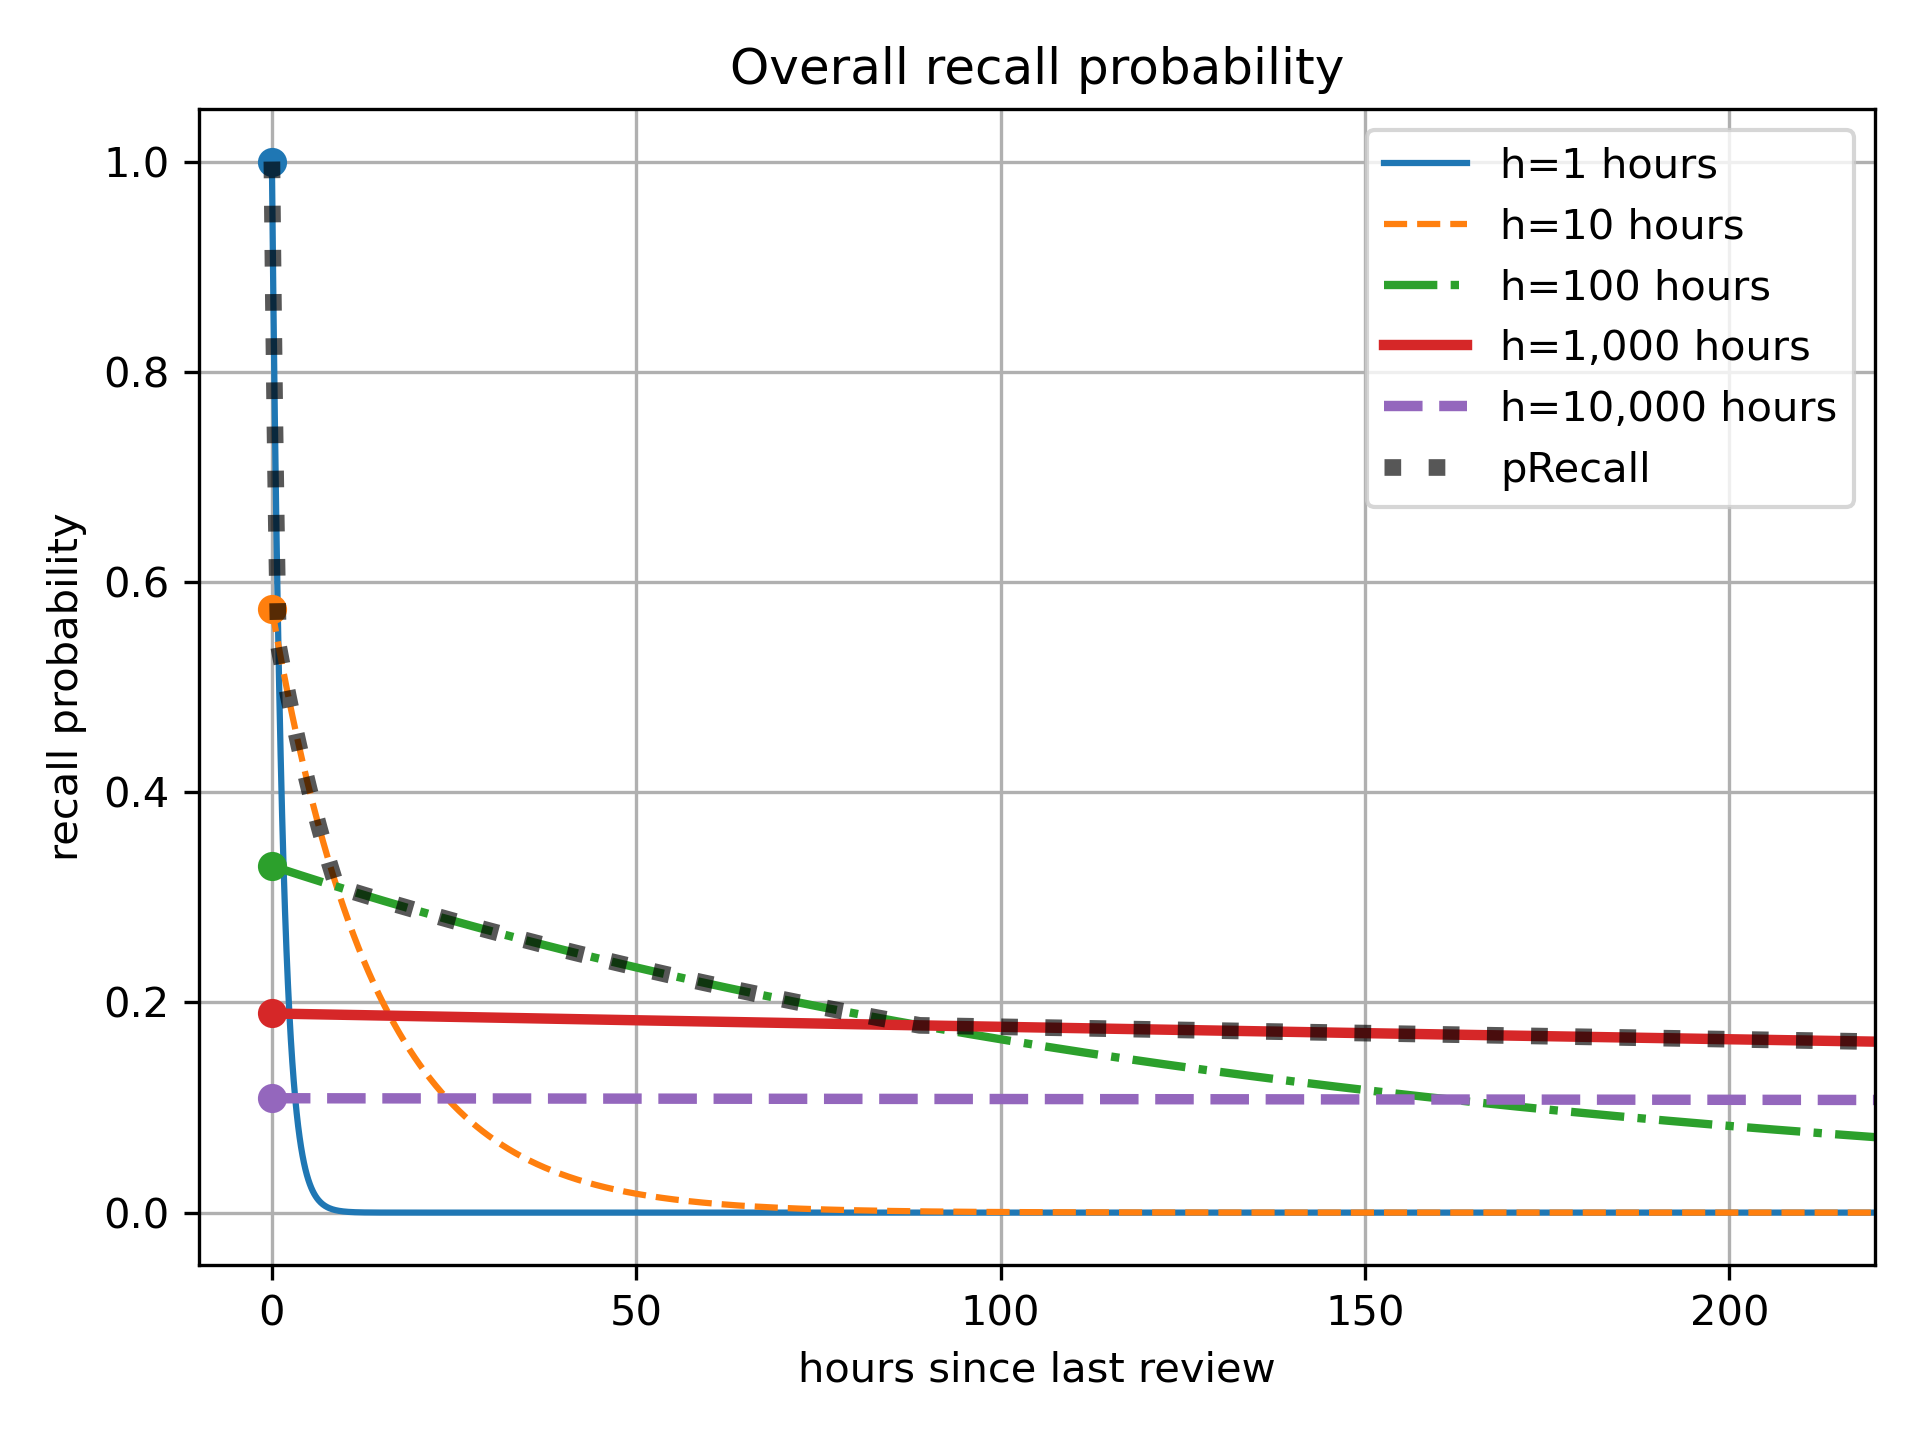 Overall recall probability
1.0
0.8
0.6
0.4
0.2
0.0
recall probability
h=1 hours
h=10 hours
h=100 hours
h=1,000 hours
h=10,000 hours
pRecall
0 50 100 150 200
hours since last review